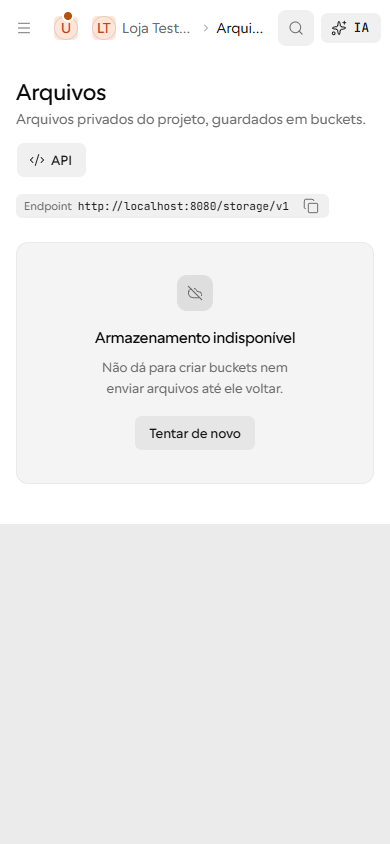 U
LT
Loja Test...
Arqui...
IA
Arquivos
Arquivos privados do projeto, guardados em buckets.
</> API
Endpoint http://localhost:8080/storage/v1
Armazenamento indisponível
Não dá para criar buckets nem
enviar arquivos até ele voltar.
Tentar de novo